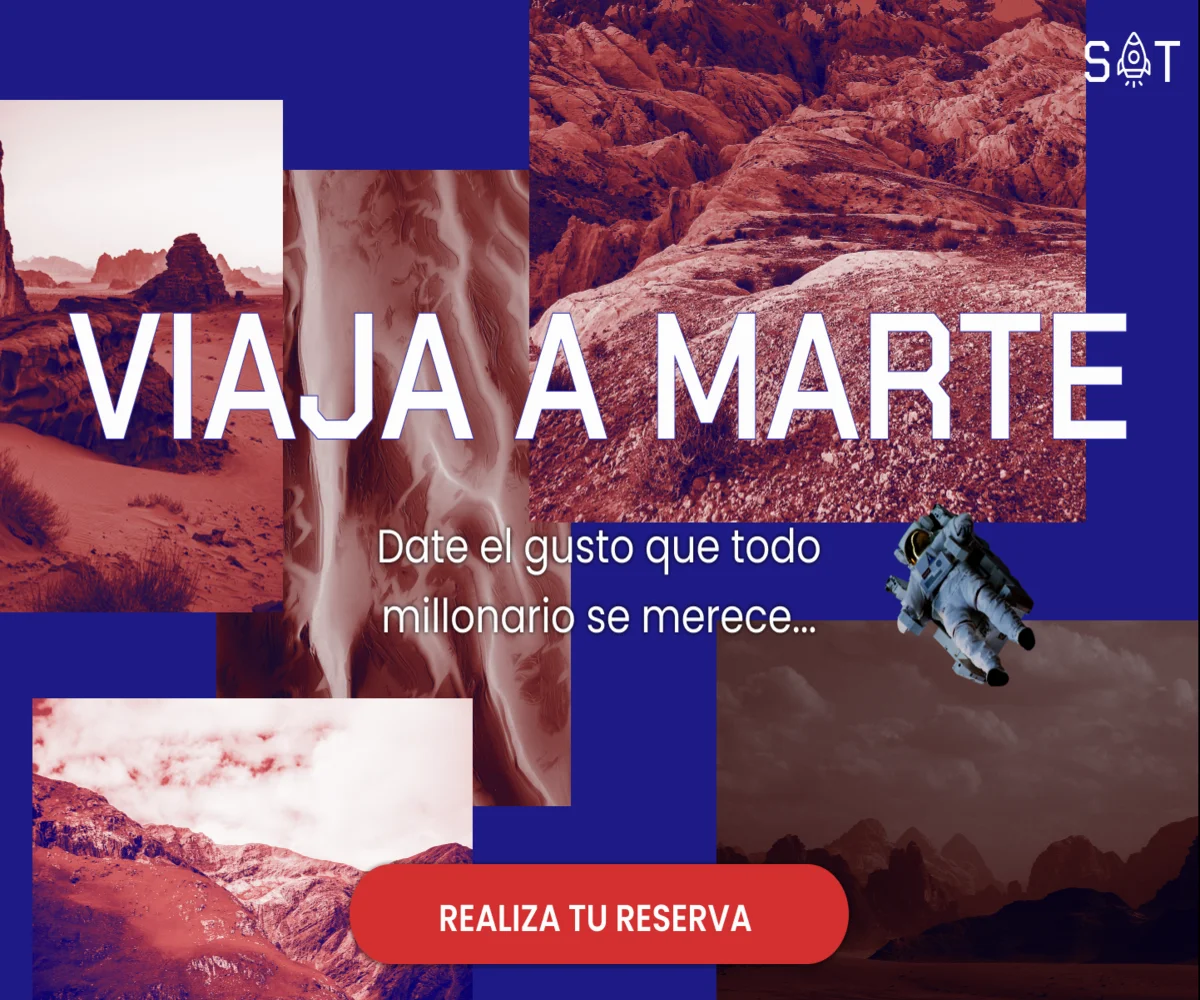 SAT
VIAJA A MARTE
Date el gusto que todo
millonario se merece...
REALIZA TU RESERVA